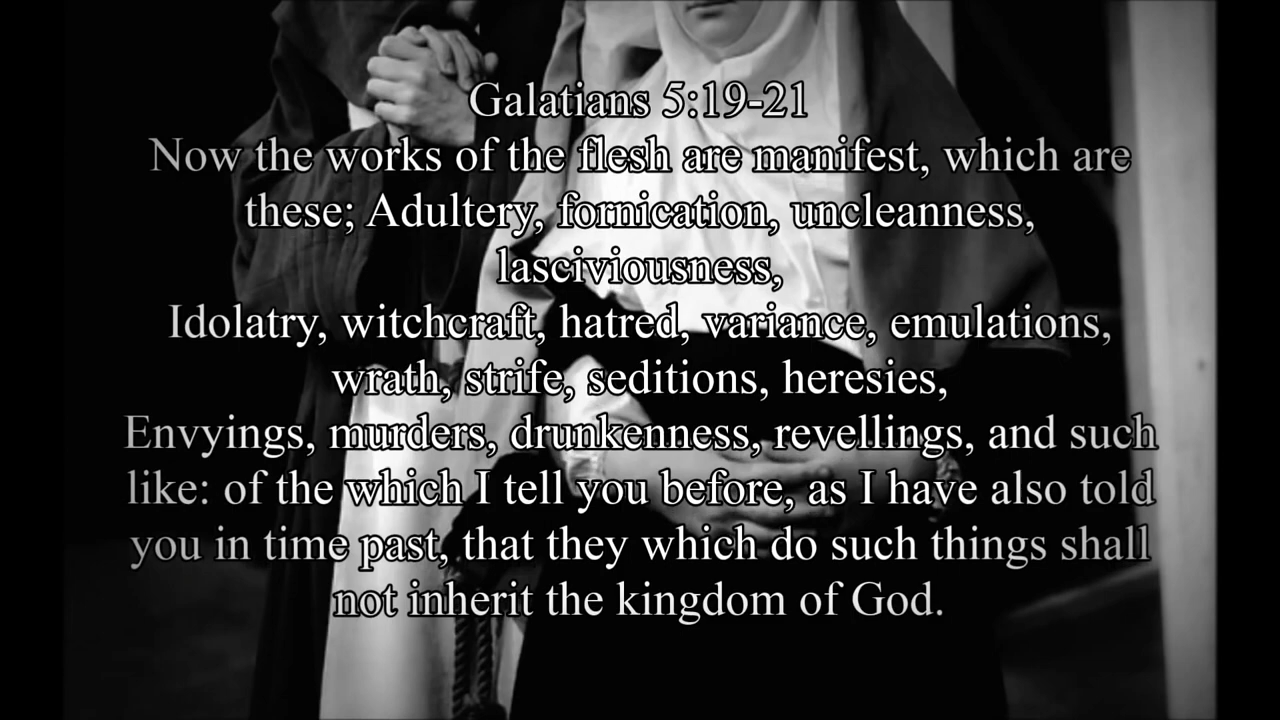 Galatians 5:19-21
Now the works of the flesh are manifest, which are
these; Adultery, fornication, uncleanness,
lasciviousness,
Idolatry, witchcraft, hatred, variance, emulations,
wrath, strife, seditions, heresies,
Envyings, murders, drunkenness, revellings, and such
like: of the which I tell you before, as I have also told
you in time past, that they which do such things shall
not inherit the kingdom of God.